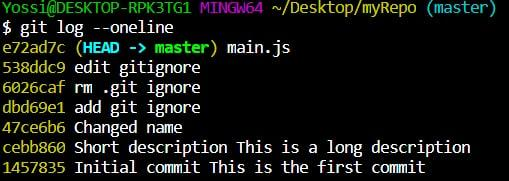 Yossi@DESKTOP-RPK3TG1 MINGW64 ~/Desktop/myRepo (master)
$ git log --oneline
e72ad7c (HEAD -> master) main.js
538ddc9 edit gitignore
6026caf rm .git ignore
dbd69e1 add git ignore
47ce6b6 Changed name
cebb860 Short description This is a long description
1457835 Initial commit This is the first commit